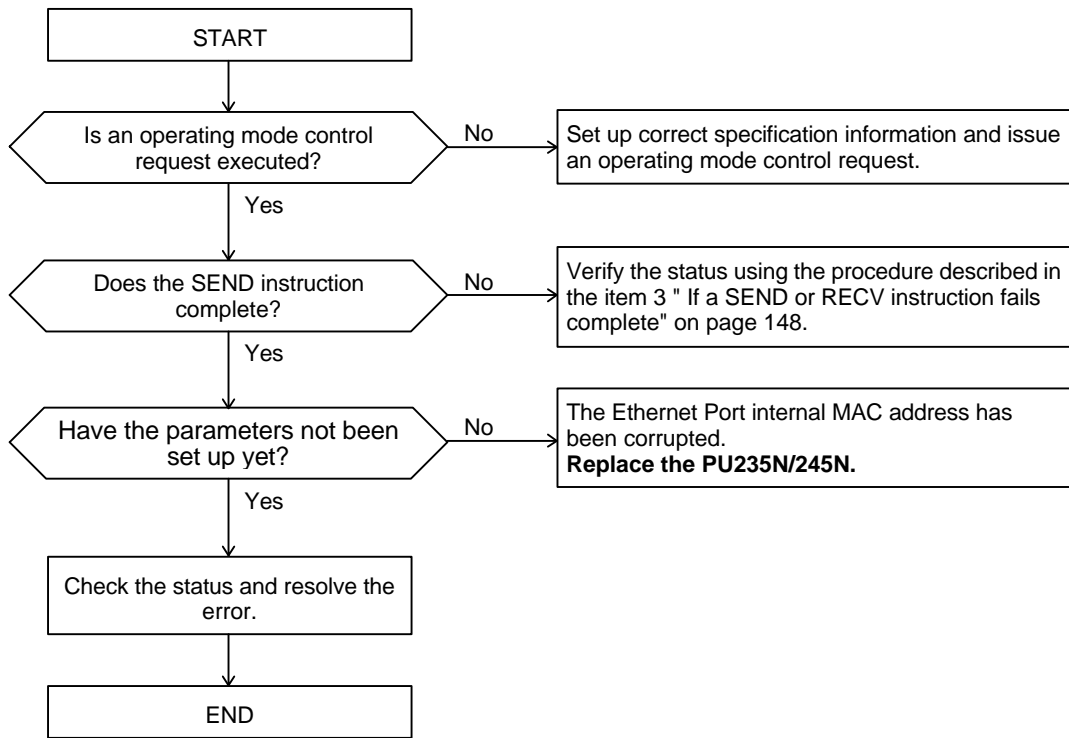 START
Is an operating mode control
request executed?
No
Set up correct specification information and issue
an operating mode control request.
Yes
Does the SEND instruction
complete?
No
Verify the status using the procedure described in
the item 3 " If a SEND or RECV instruction fails
complete" on page 148.
Yes
Have the parameters not been
set up yet?
No
The Ethernet Port internal MAC address has
been corrupted.
Replace the PU235N/245N.
Yes
Check the status and resolve the
error.
END